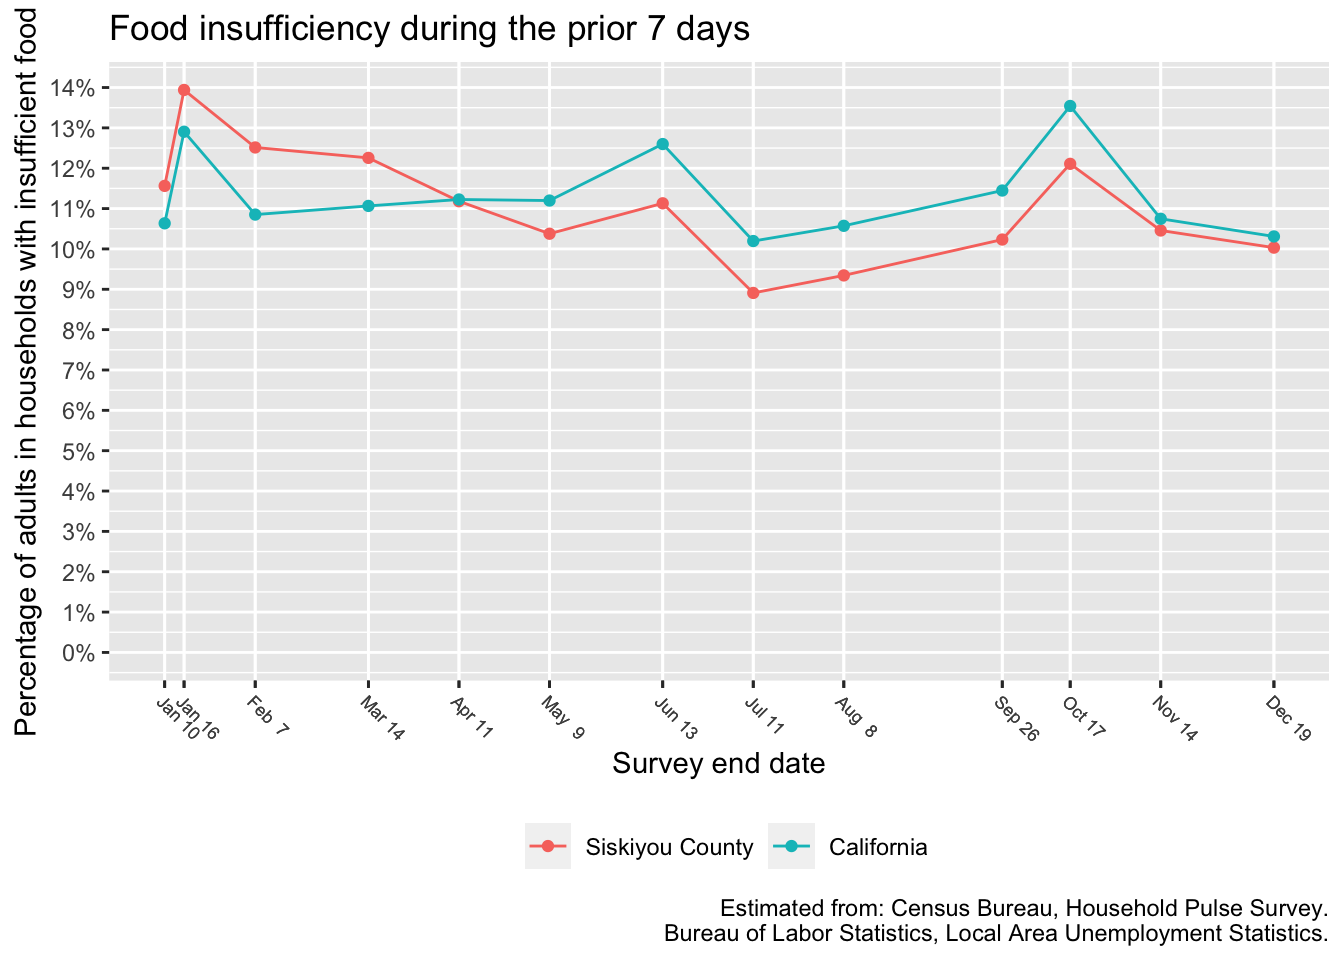 Food insufficiency during the prior 7 days
Percentage of adults in households with insufficient food
14%
13%
12%
11%
10%
9%
8%
7%
6%
5%
4%
3%
2%
1%
0%
Jan 10
Jan 16
Feb 7
Mar 14
Apr 11
May 9
Jun 13
Jul 11
Aug 8
Sep 26
Oct 17
Nov 14
Dec 19
Survey end date
Siskiyou County
California
Estimated from: Census Bureau, Household Pulse Survey.
Bureau of Labor Statistics, Local Area Unemployment Statistics.